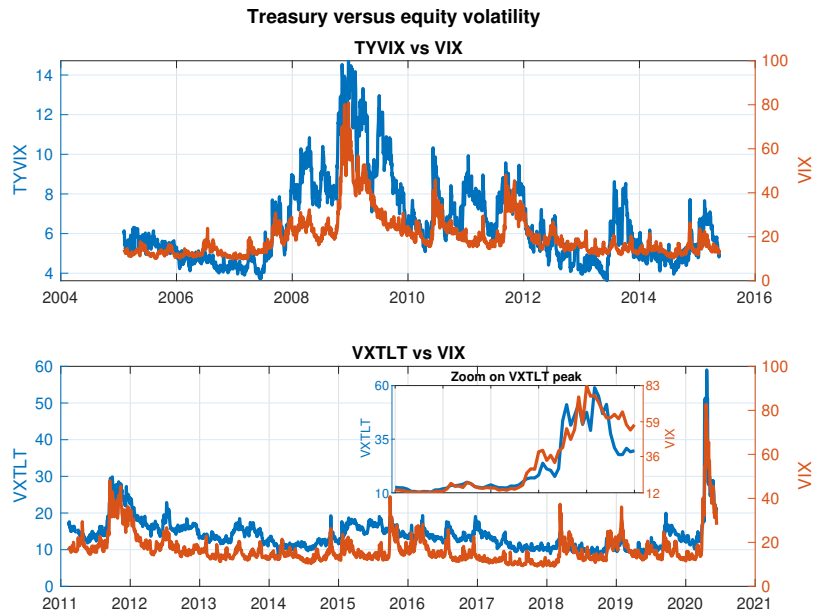 Treasury versus equity volatility
TYVIX vs VIX
TYVIX
14
12
10
8
6
4
100
80
60
40
20
0
VIX
2004 2006 2008 2010 2012 2014 2016
VXTLT vs VIX
VXTLT
60
50
40
30
20
10
0
Zoom on VXTLT peak
VXTLT
60
35
10
83
59
36
12
VIX
100
80
60
40
20
0
VIX
2011 2012 2013 2014 2015 2016 2017 2018 2019 2020 2021